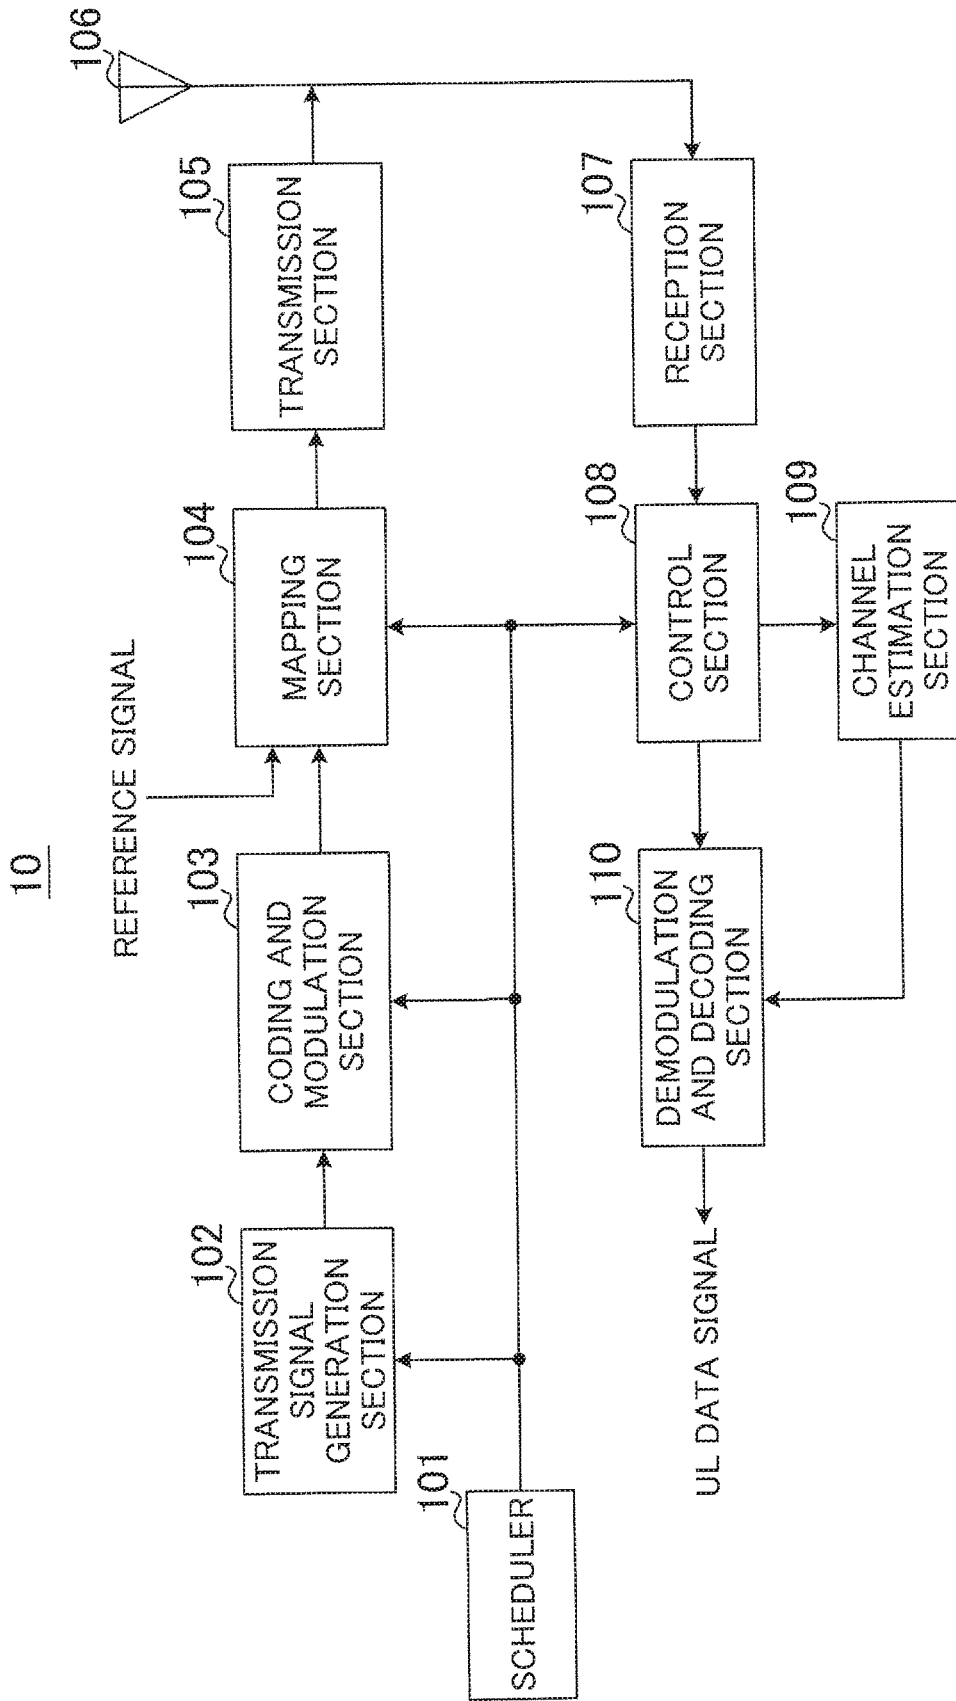 10
REFERENCE SIGNAL
102
TRANSMISSION
SIGNAL
GENERATION
SECTION
103
CODING AND
MODULATION
SECTION
104
MAPPING
SECTION
105
TRANSMISSION
SECTION
106
101
SCHEDULER
UL DATA SIGNAL
110
DEMODULATION
AND DECODING
SECTION
108
CONTROL
SECTION
107
RECEPTION
SECTION
109
CHANNEL
ESTIMATION
SECTION